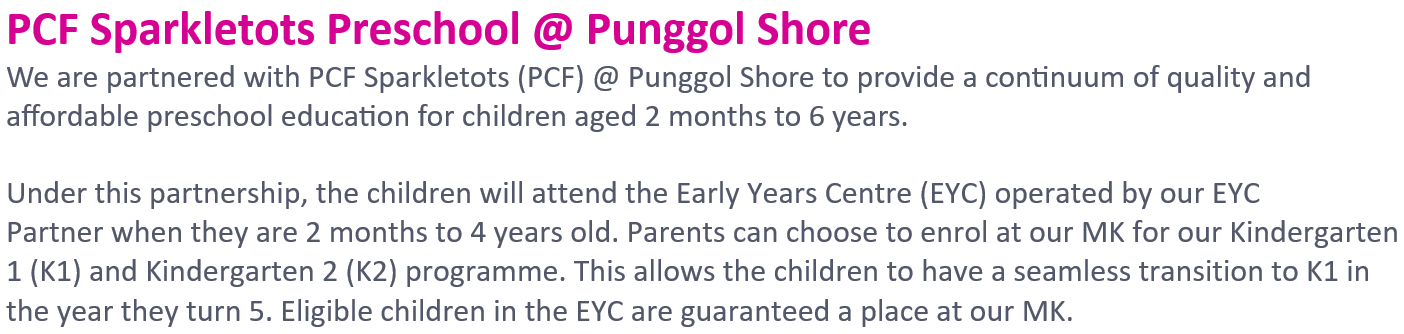 PCF Sparkletots Preschool @ Punggol Shore
We are partnered with PCF Sparkletots (PCF) @ Punggol Shore to provide a continuum of quality and
affordable preschool education for children aged 2 months to 6 years.
Under this partnership, the children will attend the Early Years Centre (EYC) operated by our EYC
Partner when they are 2 months to 4 years old. Parents can choose to enrol at our MK for our Kindergarten
1 (K1) and Kindergarten 2 (K2) programme. This allows the children to have a seamless transition to K1 in
the year they turn 5. Eligible children in the EYC are guaranteed a place at our MK.